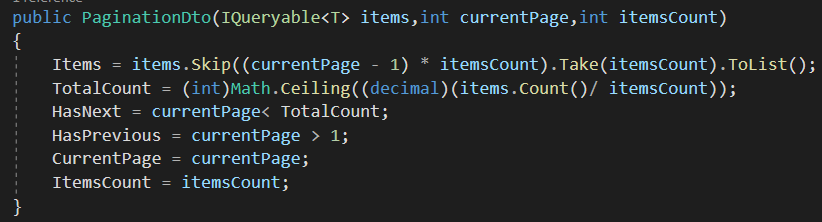 public PaginationDto(IQueryable<T> items,int currentPage,int itemsCount)
{
Items = items.Skip((currentPage - 1) * itemsCount).Take(itemsCount).ToList();
TotalCount = (int)Math.Ceiling((decimal)(items.Count()/ itemsCount));
HasNext = currentPage< TotalCount;
HasPrevious = currentPage > 1;
CurrentPage = currentPage;
ItemsCount = itemsCount;
}